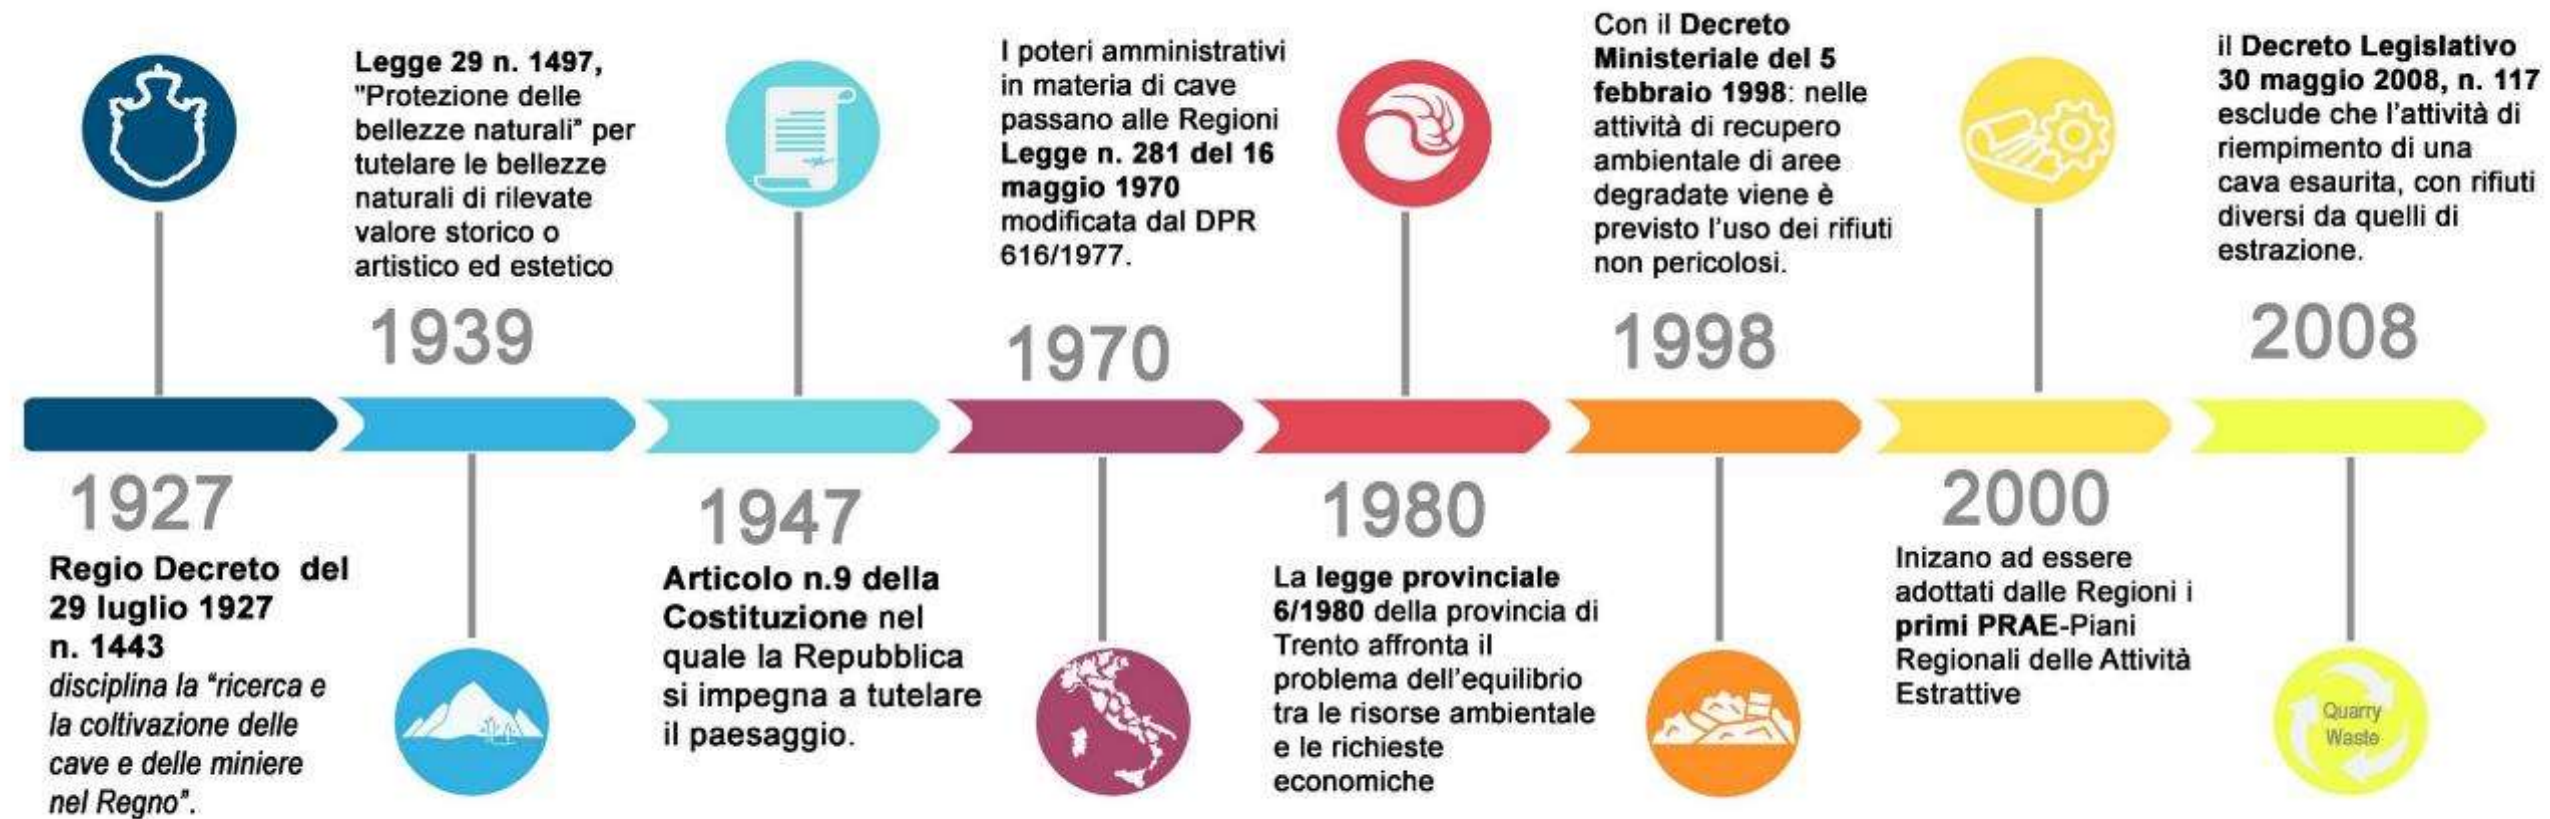 1927
Regio Decreto del
29 luglio 1927
n. 1443
disciplina la "ricerca e
la coltivazione delle
cave e delle miniere
nel Regno".
Legge 29 n. 1497,
"Protezione delle
bellezze naturali" per
tutelare le bellezze
naturali di rilevate
valore storico o
artistico ed estetico
1939
1947
Articolo n.9 della
Costituzione nel
quale la Repubblica
si impegna a tutelare
il paesaggio.
I poteri amministrativi
in materia di cave
passano alle Regioni
Legge n. 281 del 16
maggio 1970
modificata dal DPR
616/1977.
1970
1980
La legge provinciale
6/1980 della provincia di
Trento affronta il
problema dell'equilibrio
tra le risorse ambientale
e le richieste
economiche
Con il Decreto
Ministeriale del 5
febbraio 1998: nelle
attività di recupero
ambientale di aree
degradate viene è
previsto l'uso dei rifiuti
non pericolosi.
1998
2000
Inizano ad essere
adottati dalle Regioni i
primi PRAE-Piani
Regionali delle Attività
Estrattive
il Decreto Legislativo
30 maggio 2008, n. 117
esclude che l'attività di
riempimento di una
cava esaurita, con rifiuti
diversi da quelli di
estrazione.
2008
Quarry
Waste